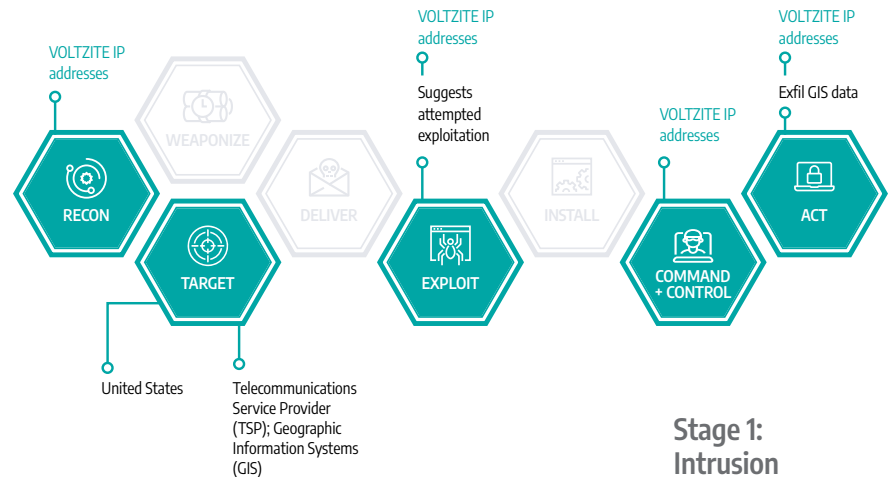 VOLTZITE IP
addresses
VOLTZITE IP
addresses
Suggests
attempted
exploitation
VOLTZITE IP
addresses
VOLTZITE IP
addresses
Exfil GIS data
RECON
WEAPONIZE
TARGET
DELIVER
EXPLOIT
INSTALL
COMMAND
+ CONTROL
ACT
United States
Telecommunications
Service Provider
(TSP); Geographic
Information Systems
(GIS)
Stage 1:
Intrusion